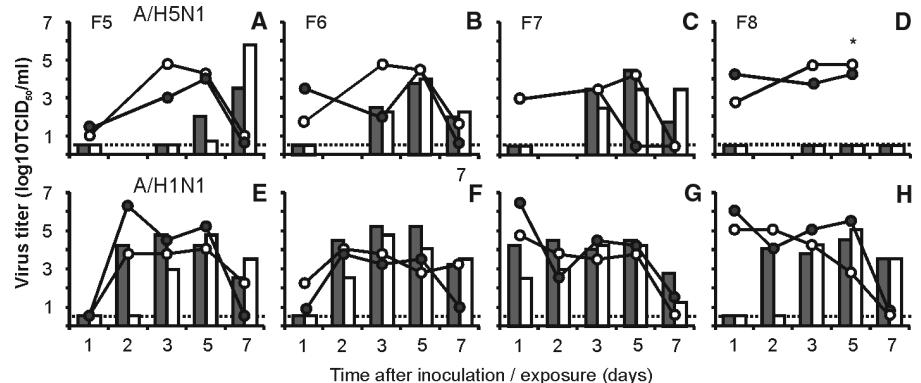 A/H5N1
F5 A
F6 B
F7 C
F8 D
*
7
5
3
1
7
A/H1N1
E
F
G
H
7
5
3
1
1 2 3 5 7
1 2 3 5 7
1 2 3 5 7
1 2 3 5 7
Virus titer (log10TCID50/ml)
Time after inoculation / exposure (days)